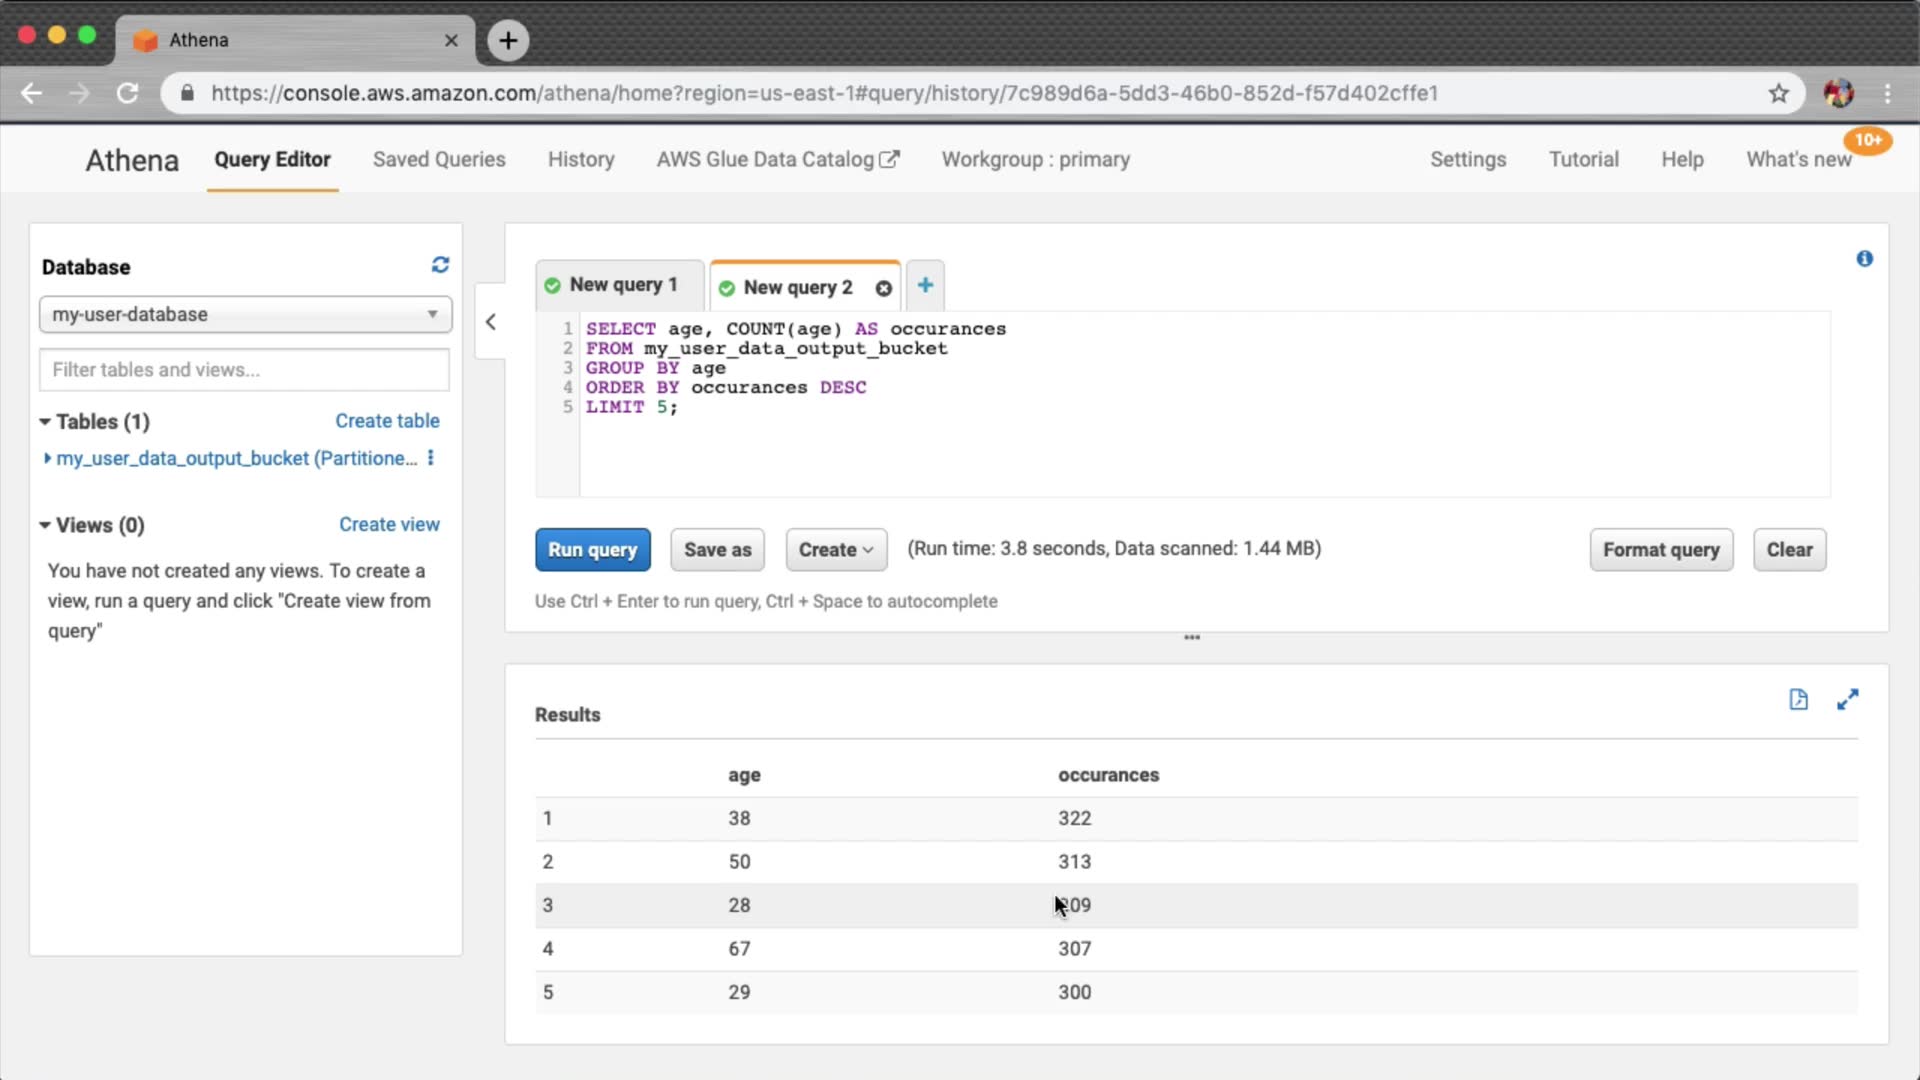 Athena
https://console.aws.amazon.com/athena/home?region=us-east-1#query/history/7c989d6a-5dd3-46b0-852d-f57d402cffe1
Athena Query Editor Saved Queries History AWS Glue Data Catalog Workgroup : primary Settings Tutorial Help What's new 10+
Database
my-user-database
Filter tables and views...
Tables (1) Create table
my_user_data_output_bucket (Partitione...
Views (0) Create view
You have not created any views. To create a
view, run a query and click "Create view from
query"
New query 1 New query 2
1 SELECT age, COUNT(age) AS occurances
2 FROM my_user_data_output_bucket
3 GROUP BY age
4 ORDER BY occurances DESC
5 LIMIT 5;
Run query Save as Create (Run time: 3.8 seconds, Data scanned: 1.44 MB) Format query Clear
Use Ctrl + Enter to run query, Ctrl + Space to autocomplete
Results
age occurances
1 38 322
2 50 313
3 28
4 67 307
5 29 300